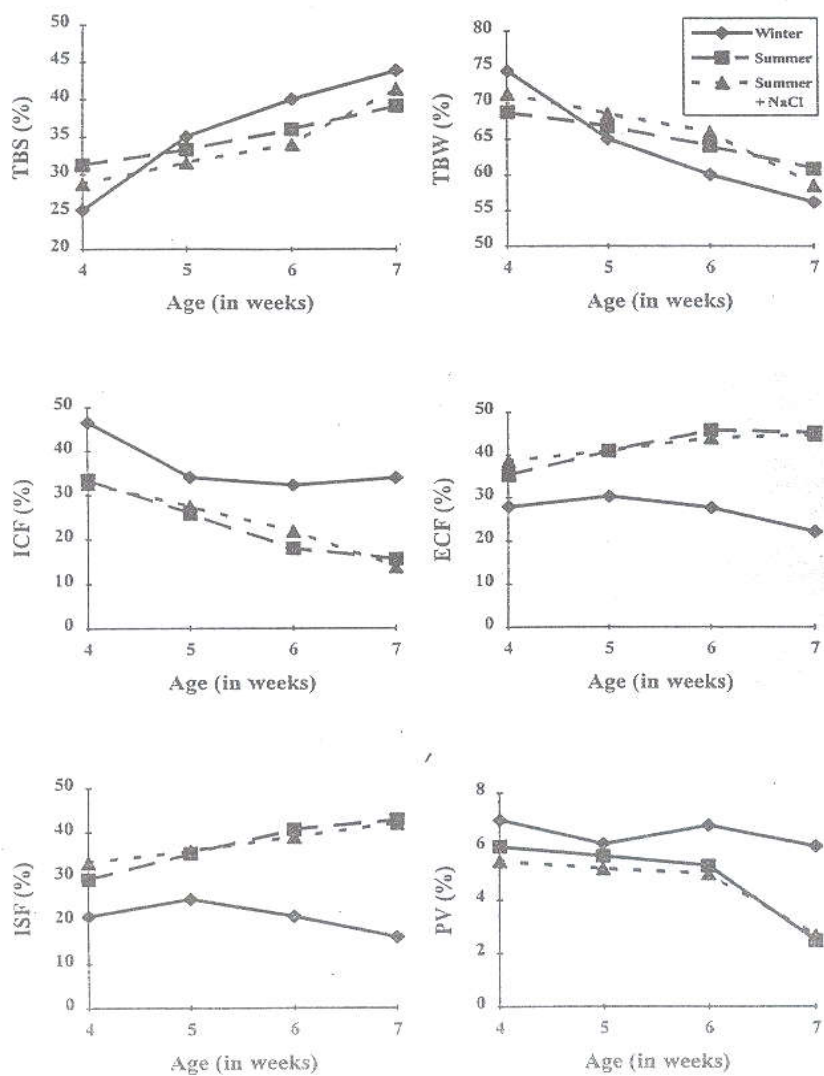 TBS (%)
50
45
40
35
30
25
20
4 5 6 7
Age (in weeks)
TBW (%)
80
75
70
65
60
55
50
4 5 6 7
Age (in weeks)
Winter
Summer
Summer
+ NaCl
ICF (%)
50
40
30
20
10
0
4 5 6 7
Age (in weeks)
ECF (%)
50
40
30
20
10
0
4 5 6 7
Age (in weeks)
ISF (%)
50
40
30
20
10
0
4 5 6 7
Age (in weeks)
PV (%)
8
6
4
2
0
4 5 6 7
Age (in weeks)